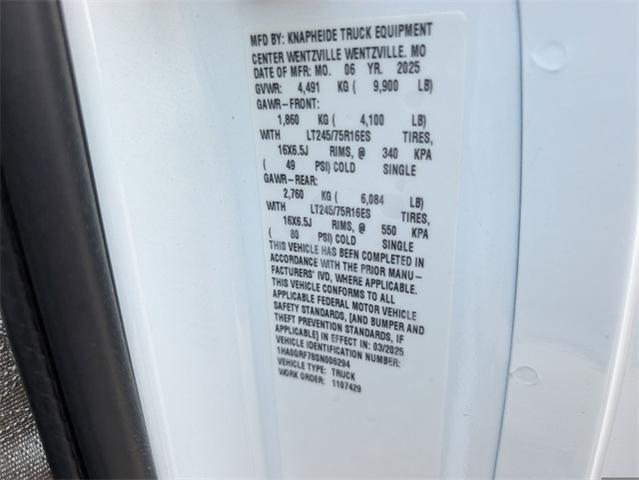 MFD BY: KNAPHEIDE TRUCK EQUIPMENT
CENTER WENTZVILLE WENTZVILLE. MO
DATE OF MFR: MO. 06 YR. 2025
GVWR: 4,491 KG ( 9,900 LB)
GAWR-FRONT:
1,860 KG ( 4,100 LB)
WITH LT245/75R16ES TIRES,
16X6.5J RIMS, @ 340 KPA
( 49 PSI) COLD SINGLE
GAWR-REAR:
2,760 KG ( 6,084 LB)
WITH LT245/75R16ES TIRES,
16X6.5J RIMS, @ 550 KPA
( 80 PSI) COLD SINGLE
THIS VEHICLE HAS BEEN COMPLETED IN
ACCORDANCE WITH THE PRIOR MANU-
FACTURERS' IVD, WHERE APPLICABLE.
THIS VEHICLE CONFORMS TO ALL
APPLICABLE FEDERAL MOTOR VEHICLE
SAFETY STANDARDS, [AND BUMPER AND
THEFT PREVENTION STANDARDS, IF
APPLICABLE] IN EFFECT IN: 03/2025
VEHICLE IDENTIFICATION NUMBER:
1HA0GRF78SN006294
VEHICLE TYPE: TRUCK
WORK ORDER: 1107429